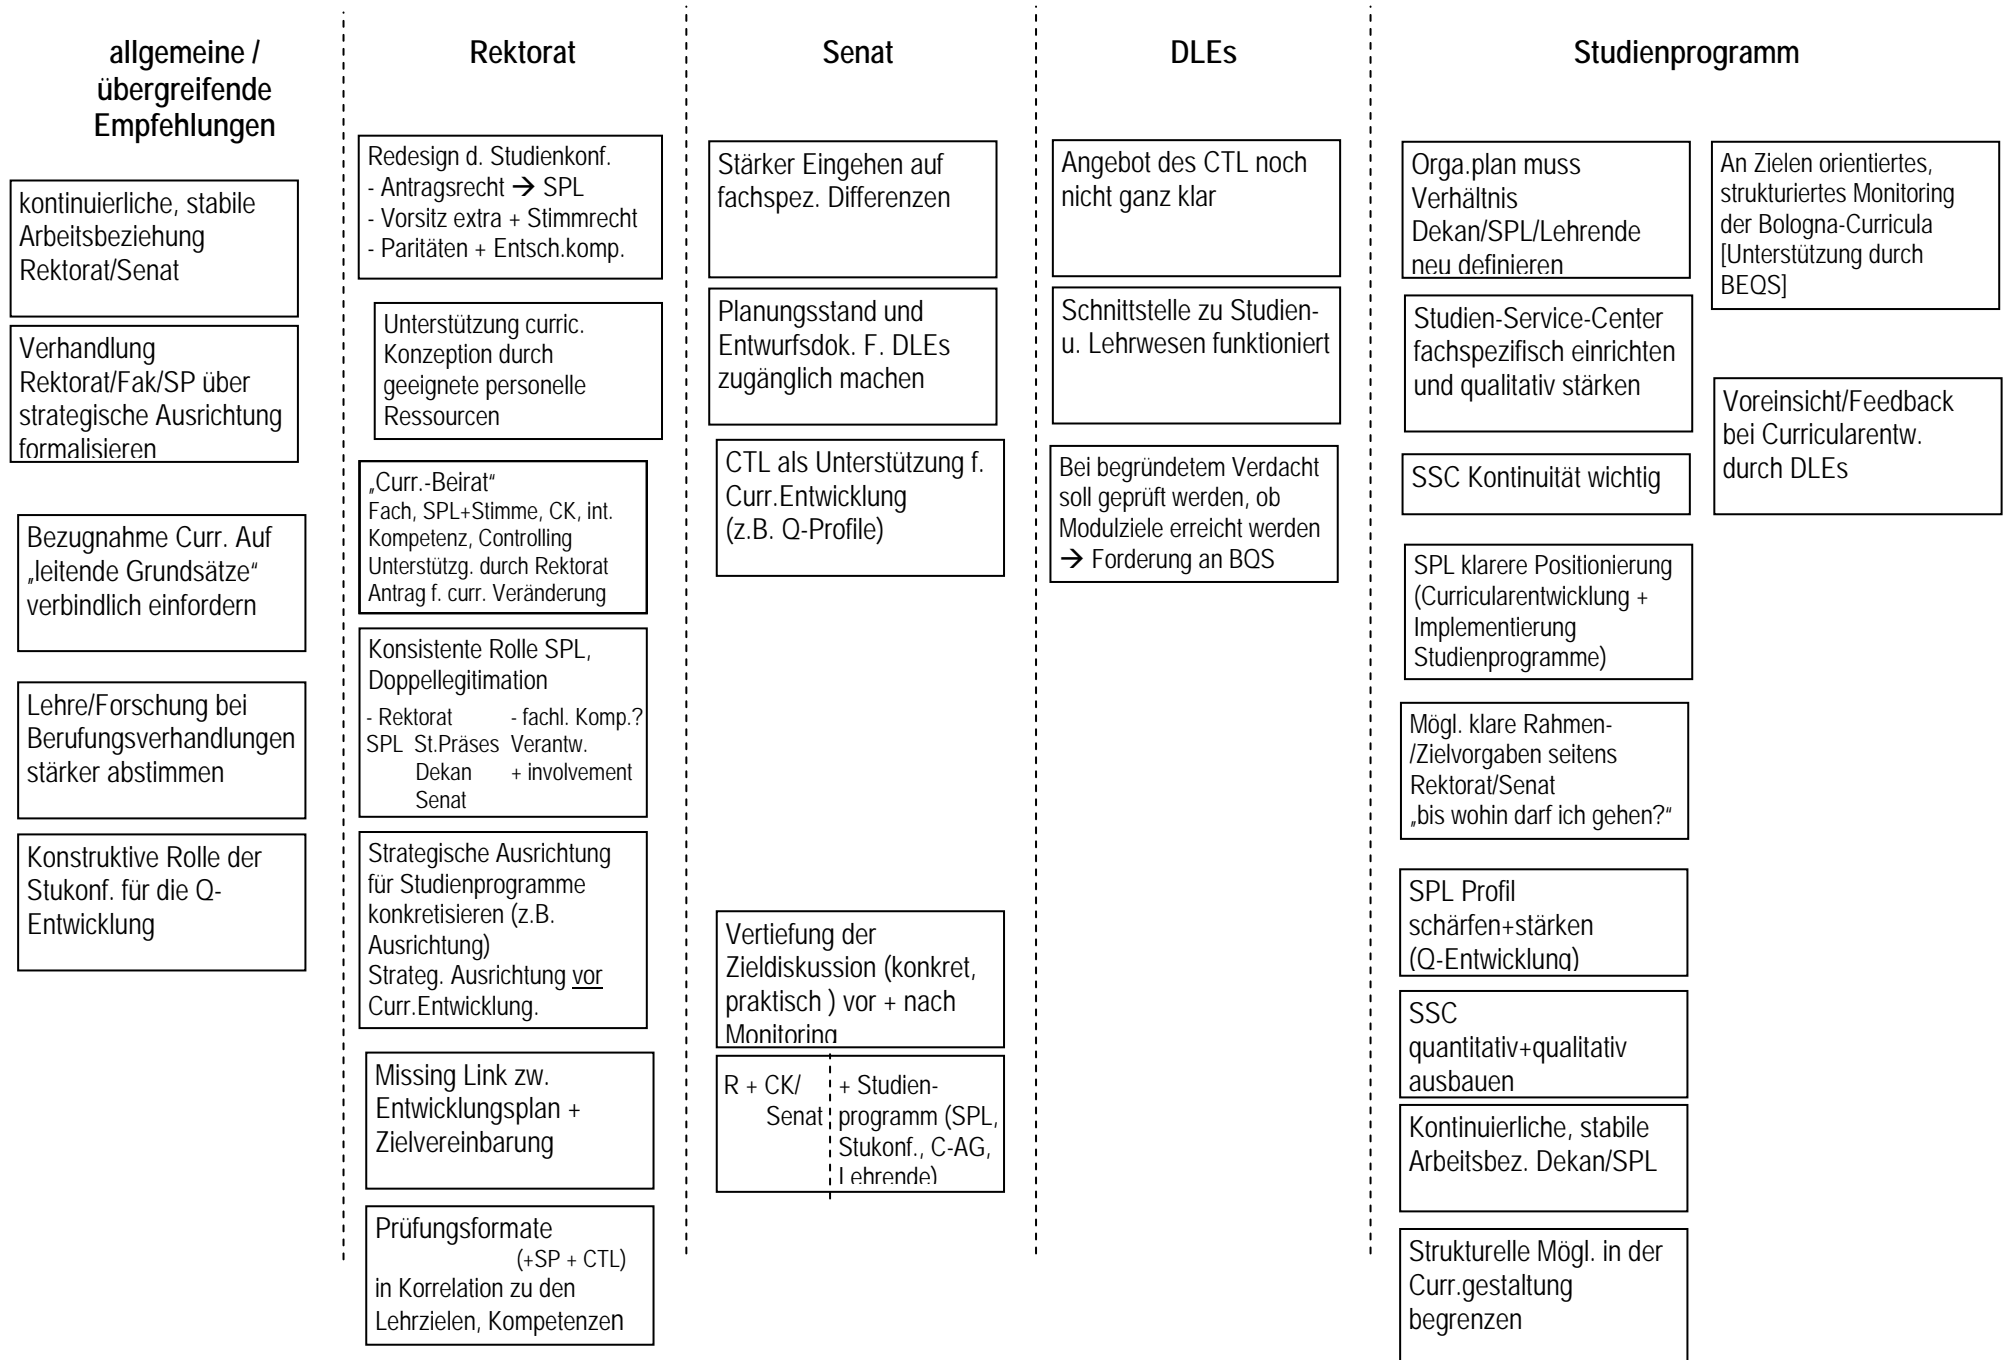 allgemeine /
übergreifende
Empfehlungen
kontinuierliche, stabile
Arbeitsbeziehung
Rektorat/Senat
Verhandlung
Rektorat/Fak/SP über
strategische Ausrichtung
formalisieren
Bezugnahme Curr. Auf
„leitende Grundsätze“
verbindlich einfordern
Lehre/Forschung bei
Berufungsverhandlungen
stärker abstimmen
Konstruktive Rolle der
Stukonf. für die Q-
Entwicklung
Rektorat
Redesign d. Studienkonf.
- Antragsrecht → SPL
- Vorsitz extra + Stimmrecht
- Paritäten + Entsch.komp.
Unterstützung curric.
Konzeption durch
geeignete personelle
Ressourcen
„Curr.-Beirat“
Fach, SPL+Stimme, CK, int.
Kompetenz, Controlling
Unterstützg. durch Rektorat
Antrag f. curr. Veränderung
Konsistente Rolle SPL,
Doppellegitimation
- Rektorat - fachl. Komp.?
SPL St.Präses Verantw.
Dekan + involvement
Senat
Strategische Ausrichtung
für Studienprogramme
konkretisieren (z.B.
Ausrichtung)
Strateg. Ausrichtung vor
Curr.Entwicklung.
Missing Link zw.
Entwicklungsplan +
Zielvereinbarung
Prüfungsformate
(+SP + CTL)
in Korrelation zu den
Lehrzielen, Kompetenzen
Senat
Stärker Eingehen auf
fachspez. Differenzen
Planungsstand und
Entwurfsdok. F. DLEs
zugänglich machen
CTL als Unterstützung f.
Curr.Entwicklung
(z.B. Q-Profile)
Vertiefung der
Zieldiskussion (konkret,
praktisch ) vor + nach
Monitoring
R + CK/
Senat
+ Studien-
programm (SPL,
Stukonf., C-AG,
Lehrende)
DLEs
Angebot des CTL noch
nicht ganz klar
Schnittstelle zu Studien-
u. Lehrwesen funktioniert
Bei begründetem Verdacht
soll geprüft werden, ob
Modulziele erreicht werden
→ Forderung an BQS
Studienprogramm
Orga.plan muss
Verhältnis
Dekan/SPL/Lehrende
neu definieren
Studien-Service-Center
fachspezifisch einrichten
und qualitativ stärken
SSC Kontinuität wichtig
SPL klarere Positionierung
(Curricularentwicklung +
Implementierung
Studienprogramme)
Mögl. klare Rahmen-
/Zielvorgaben seitens
Rektorat/Senat
„bis wohin darf ich gehen?“
SPL Profil
schärfen+stärken
(Q-Entwicklung)
SSC
quantitativ+qualitativ
ausbauen
Kontinuierliche, stabile
Arbeitsbez. Dekan/SPL
Strukturelle Mögl. in der
Curr.gestaltung
begrenzen
An Zielen orientiertes,
strukturiertes Monitoring
der Bologna-Curricula
[Unterstützung durch
BEQS]
Voreinsicht/Feedback
bei Curricularentw.
durch DLEs